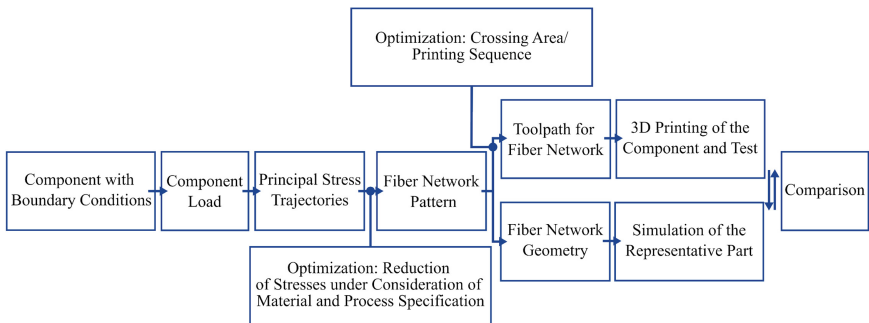 Optimization: Crossing Area/
Printing Sequence
Component with
Boundary Conditions
Component
Load
Principal Stress
Trajectories
Fiber Network
Pattern
Optimization: Reduction
of Stresses under Consideration of
Material and Process Specification
Toolpath for
Fiber Network
3D Printing of the
Component and Test
Fiber Network
Geometry
Simulation of the
Representative Part
Comparison